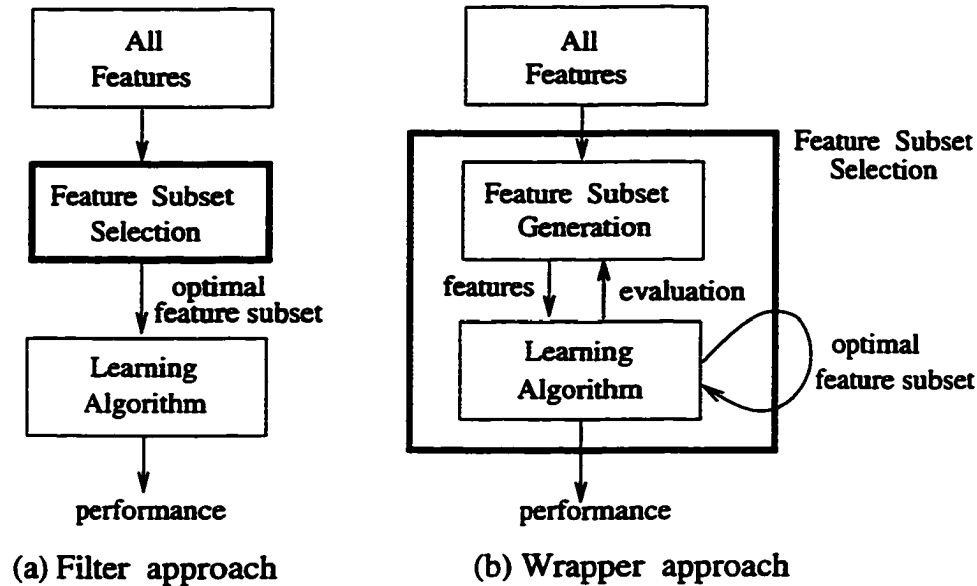 All
Features
Feature Subset
Selection
optimal
feature subset
Learning
Algorithm
performance
(a) Filter approach
All
Features
Feature Subset
Selection
Feature Subset
Generation
features
evaluation
Learning
Algorithm
optimal
feature subset
performance
(b) Wrapper approach